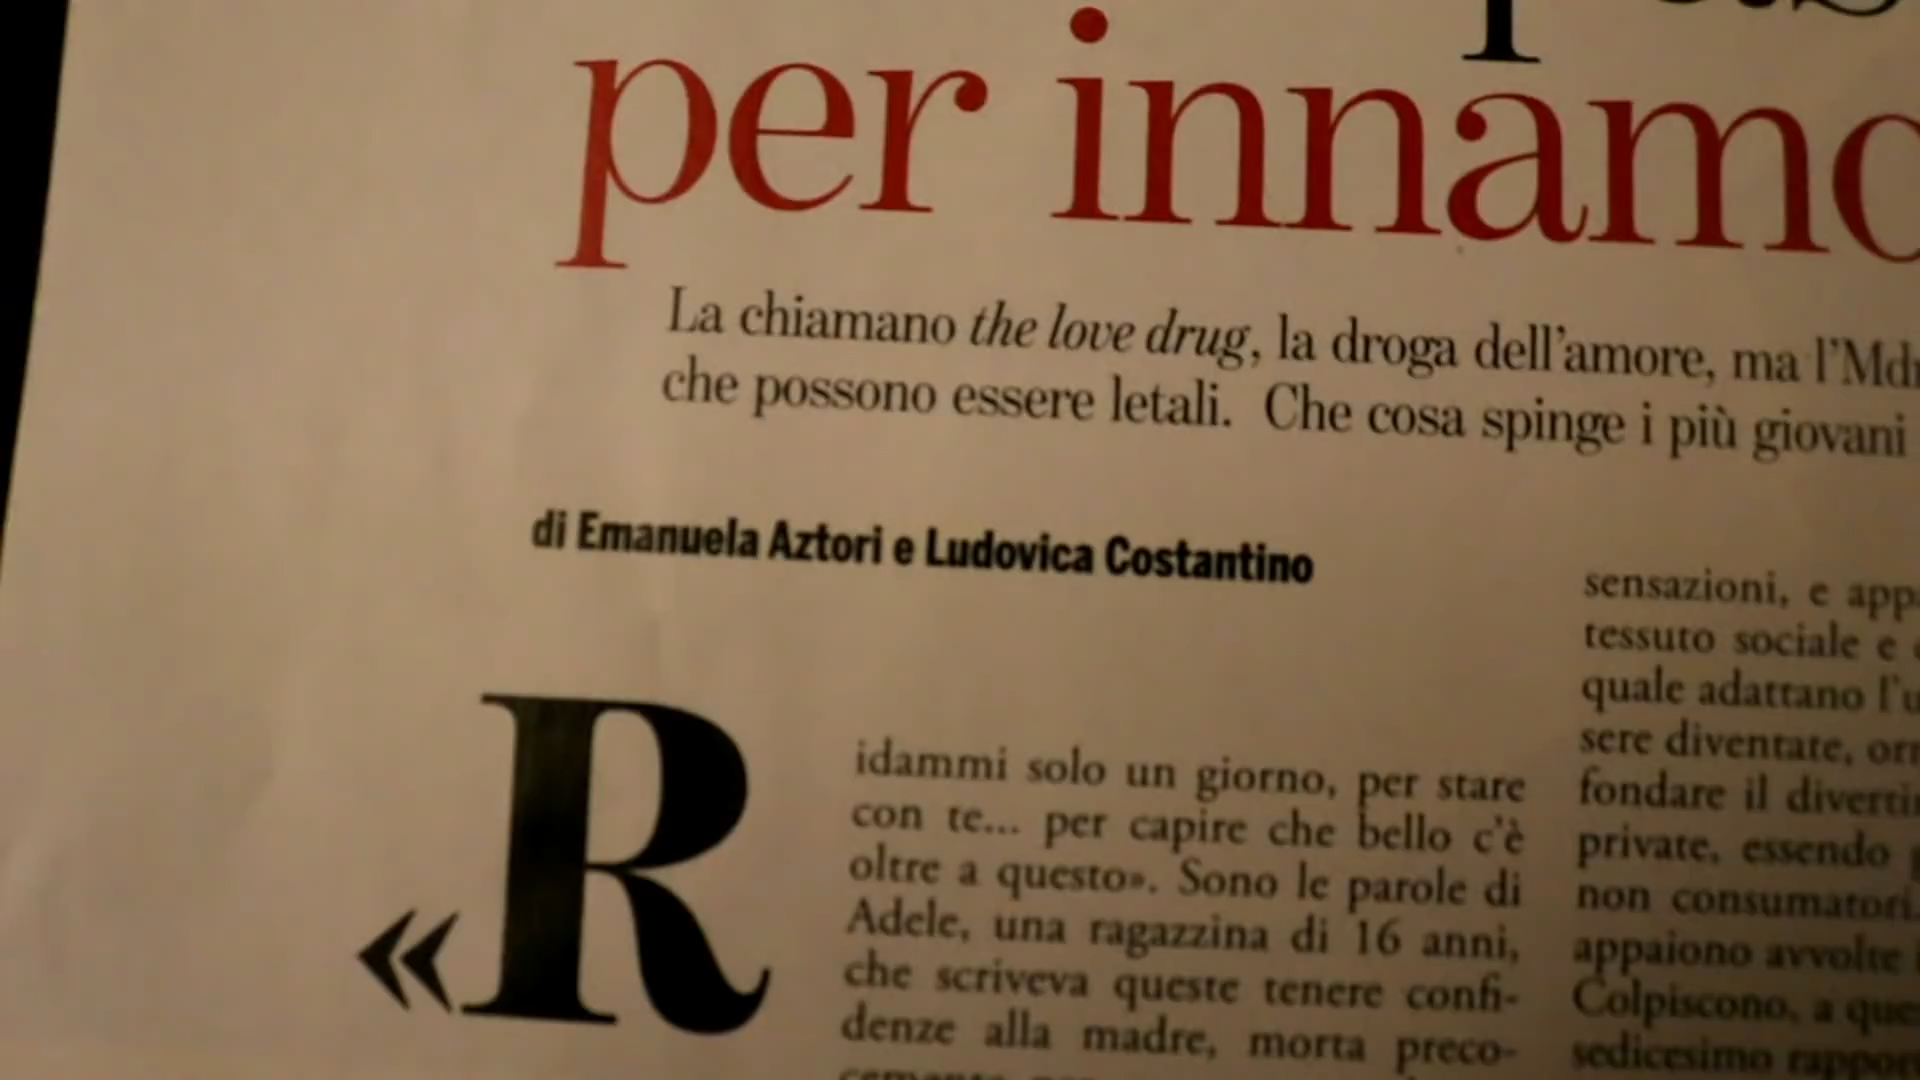 per innamo
La chiamano the love drug, la droga dell'amore, ma l'Md
che possono essere letali. Che cosa spinge i più giovani
di Emanuela Aztori e Ludovica Costantino
«R
idammi solo un giorno, per stare
con te... per capire che bello c'è
oltre a questo». Sono le parole di
Adele, una ragazzina di 16 anni,
che scriveva queste tenere confi-
denze alla madre, morta preco-
sensazioni, e app
tessuto sociale e
quale adattano l'u
sere diventate, or
fondare il diverti
private, essendo
non consumatori.
appaiono avvolte
Colpiscono, a que
sedicesimo rappor